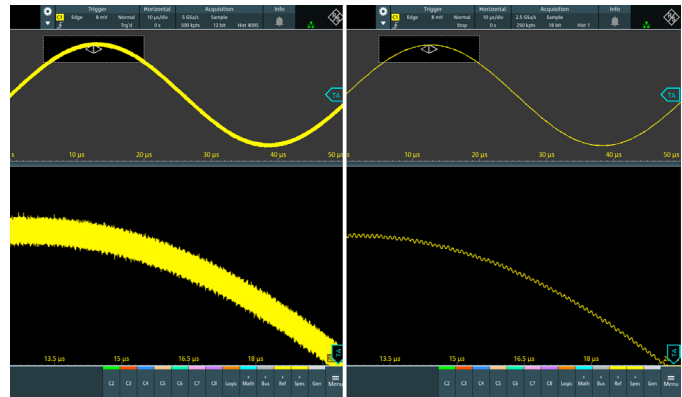 Trigger Horizontal Acquisition Info
C1 Edge 8 mV Normal 10 µs/div 5 GSa/s Sample
Trg'd 0 s 500 kpts 12 bit Hist 4095
TA
10 µs 20 µs 30 µs 40 µs 50 µs
13.5 µs 15 µs 16.5 µs 18 µs
TA
C2 C3 C4 C5 C6 C7 C8 Logic Math Bus Ref Spec Gen Menu
Trigger Horizontal Acquisition Info
C1 Edge 8 mV Normal 10 µs/div 2.5 GSa/s Sample
Stop 0 s 250 kpts 18 bit Hist 1
TA
10 µs 20 µs 30 µs 40 µs 50 µs
13.5 µs 15 µs 16.5 µs 18 µs
TA
C2 C3 C4 C5 C6 C7 C8 Logic Math Bus Ref Spec Gen Menu